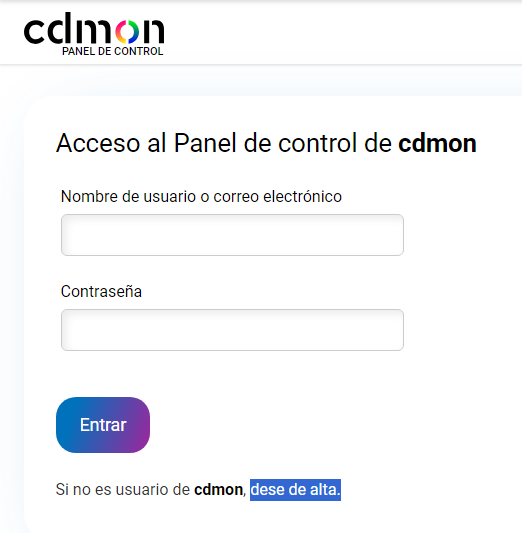 cdmon
PANEL DE CONTROL
Acceso al Panel de control de cdmon
Nombre de usuario o correo electrónico
Contraseña
Entrar
Si no es usuario de cdmon, dese de alta.